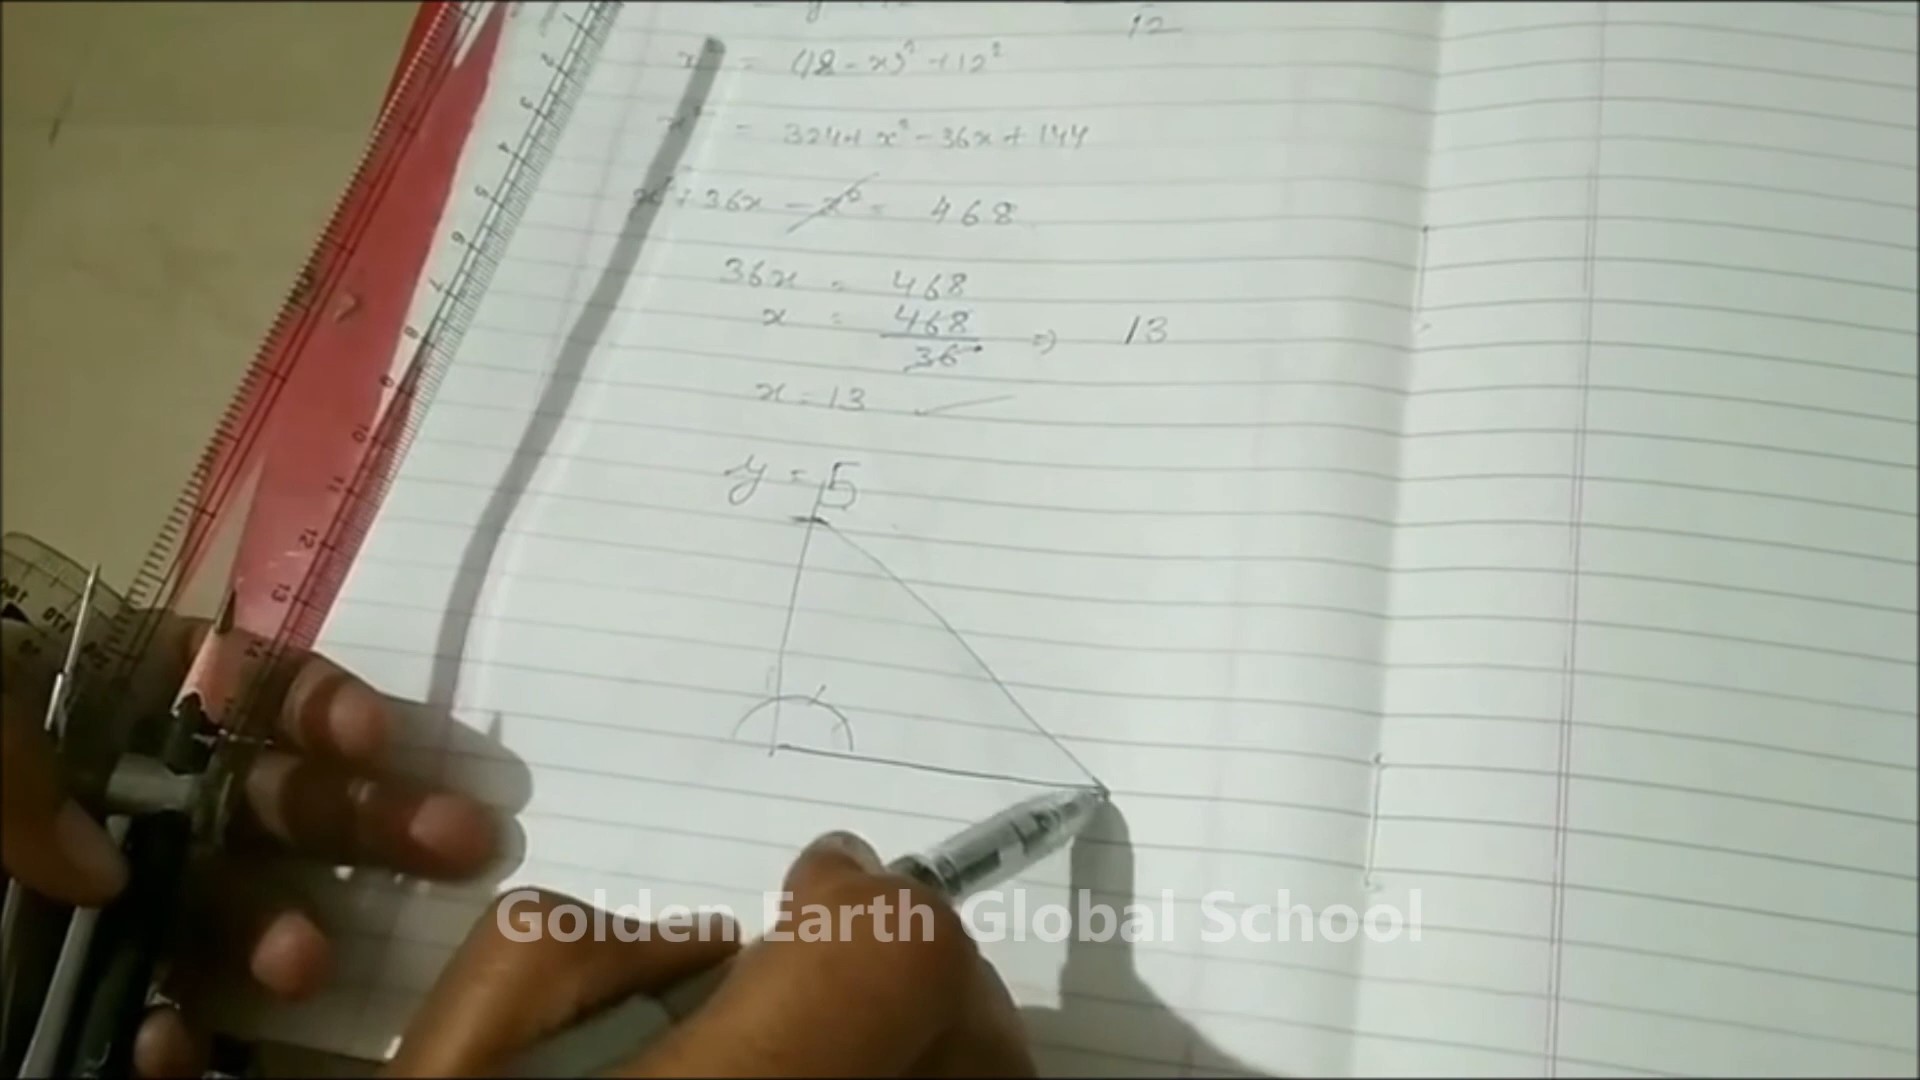 12
x² = (18 - x)² + 12²
x² = 324 + x² - 36x + 144
x² + 36x - x² = 468
36x = 468
x = 468
36 => 13
x = 13
y = 5
Golden Earth Global School